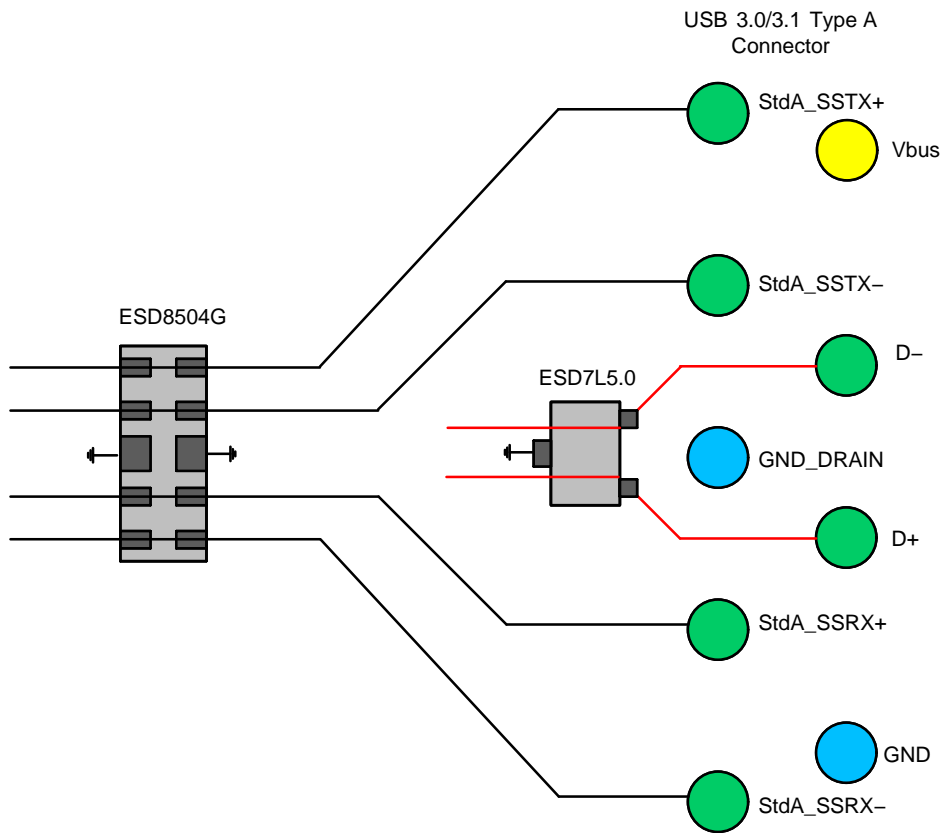 USB 3.0/3.1 Type A
Connector
StdA_SSTX+
Vbus
StdA_SSTX−
ESD8504G
D−
ESD7L5.0
GND_DRAIN
D+
StdA_SSRX+
GND
StdA_SSRX−